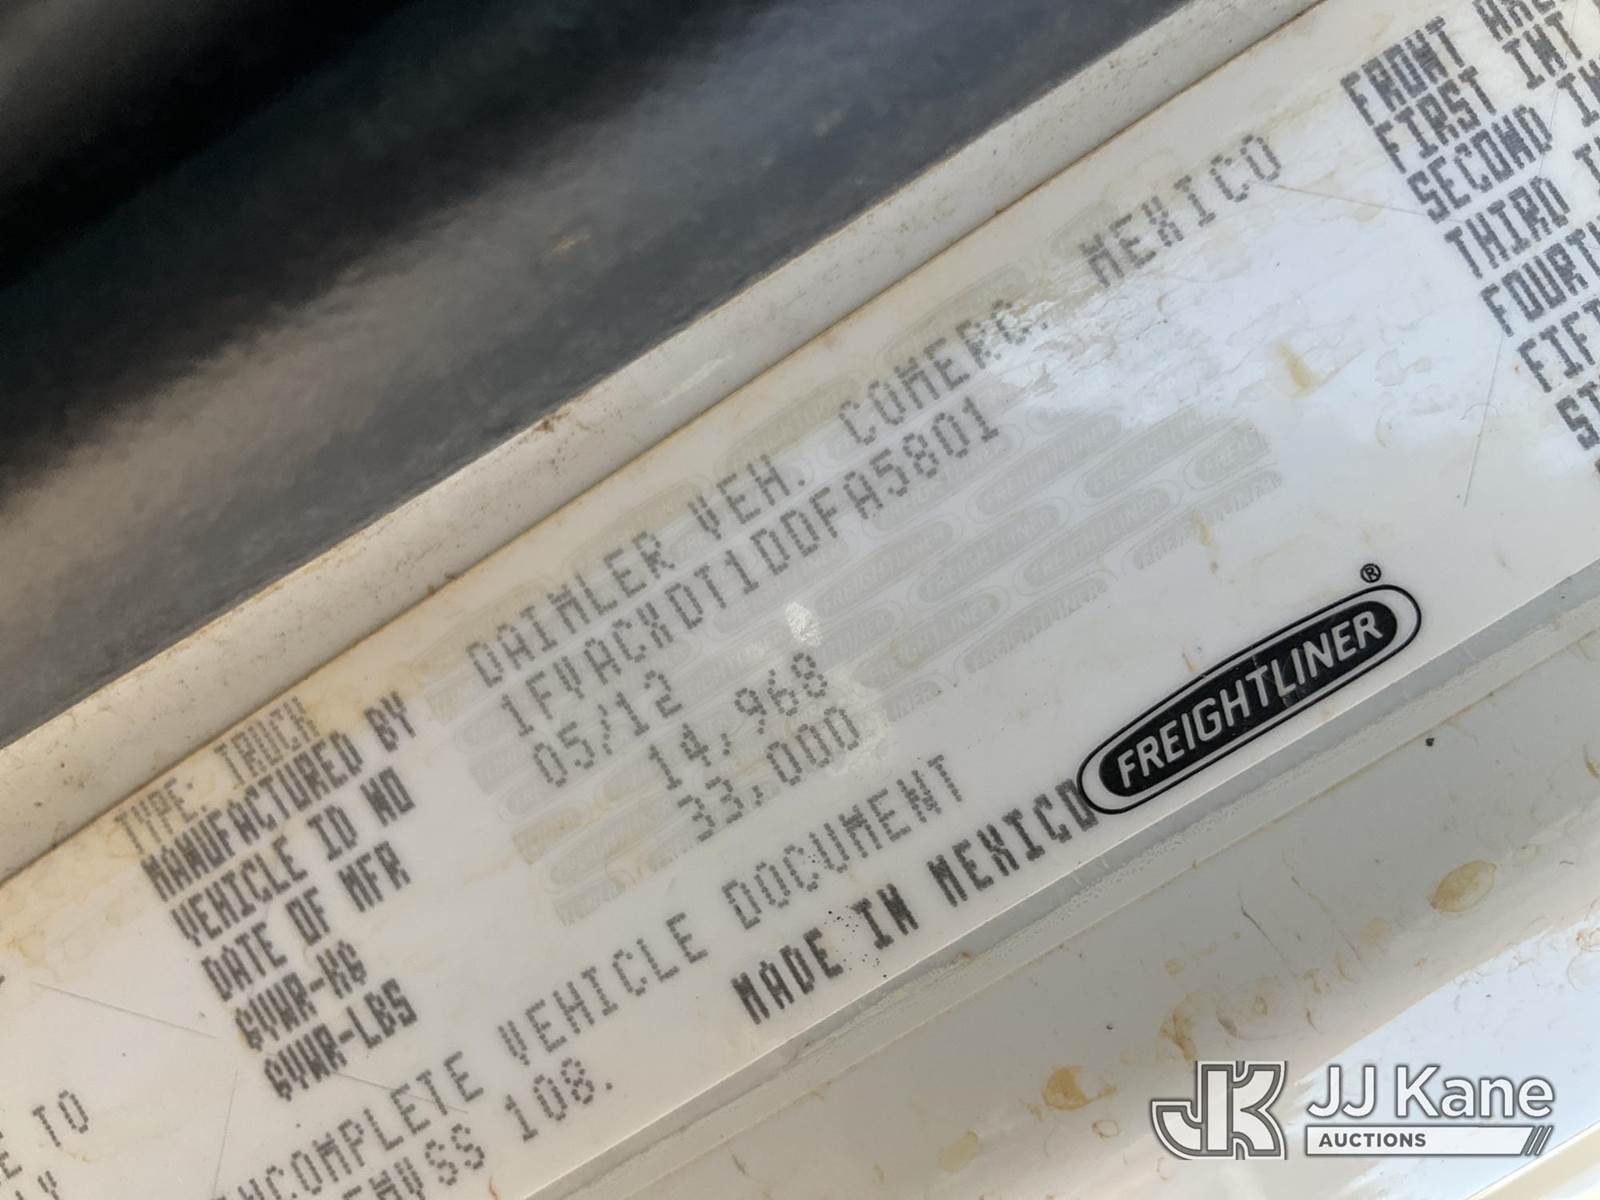 TYPE: TRUCK
MANUFACTURED BY DAIMLER VEH. COMERC. MEXICO
VEHICLE ID NO 1FVACXDT1DDFA5801
DATE OF MFR 05/12
GVWR-KG 14,968
GVWR-LBS 33,000
INCOMPLETE VEHICLE DOCUMENT
FMVSS 108.
MADE IN MEXICO
FREIGHTLINER®
FRONT
FIRST INT
SECOND
THIRD
TO
JJ Kane
AUCTIONS